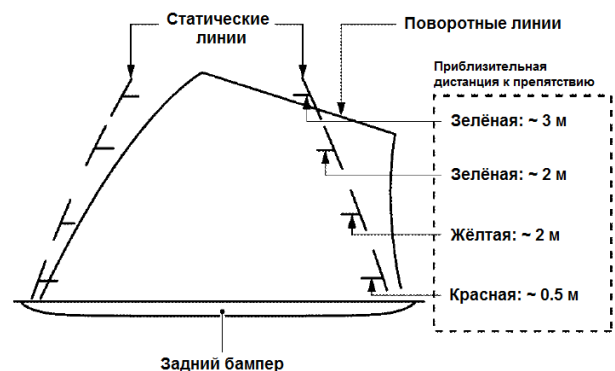 Статические
линии
Поворотные линии
Приблизительная
дистанция к препятствию
Зелёная: ~ 3 м
Зелёная: ~ 2 м
Жёлтая: ~ 2 м
Красная: ~ 0.5 м
Задний бампер